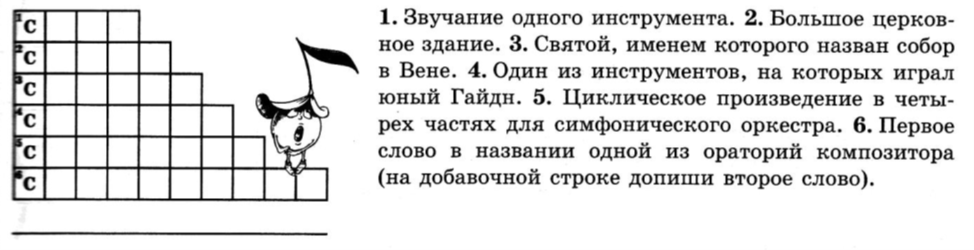 1С
2С
3С
4С
5С
6С
1. Звучание одного инструмента. 2. Большое церков-
ное здание. 3. Святой, именем которого назван собор
в Вене. 4. Один из инструментов, на которых играл
юный Гайдн. 5. Циклическое произведение в четы-
рех частях для симфонического оркестра. 6. Первое
слово в названии одной из ораторий композитора
(на добавочной строке допиши второе слово).